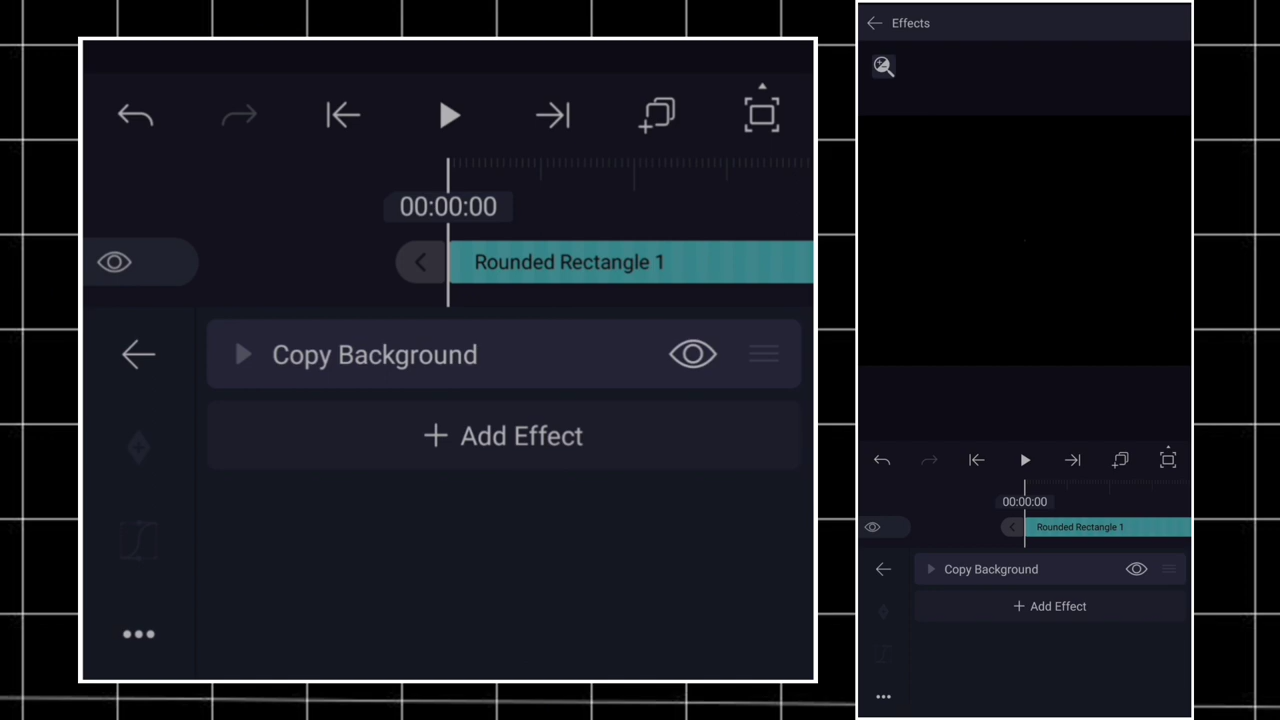 00:00:00
Rounded Rectangle 1
Copy Background
+ Add Effect
Effects
00:00:00
Rounded Rectangle 1
Copy Background
+ Add Effect